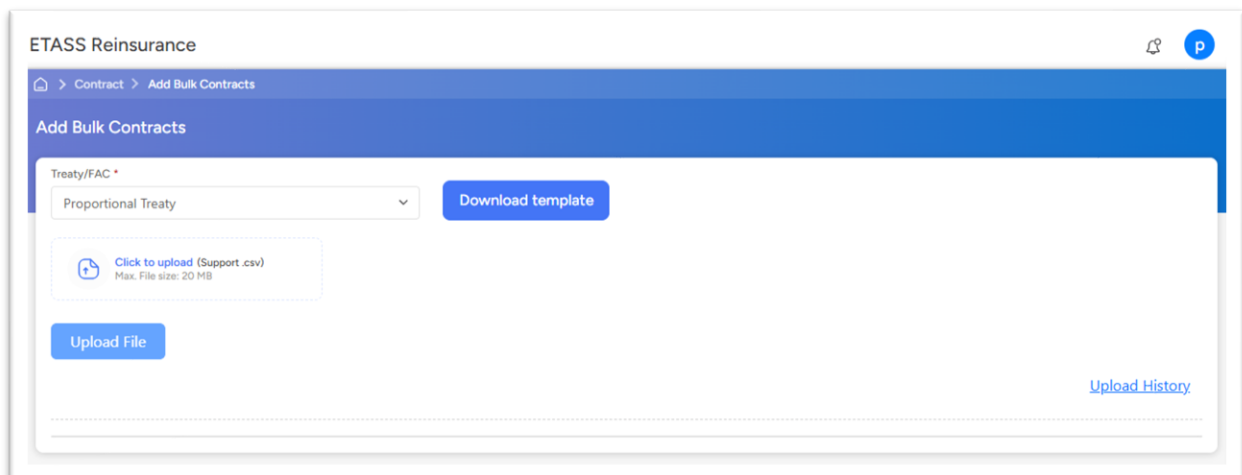 ETASS Reinsurance
p
Contract > Add Bulk Contracts
Add Bulk Contracts
Treaty/FAC *
Proportional Treaty
Download template
Click to upload (Support .csv)
Max. File size: 20 MB
Upload File
Upload History